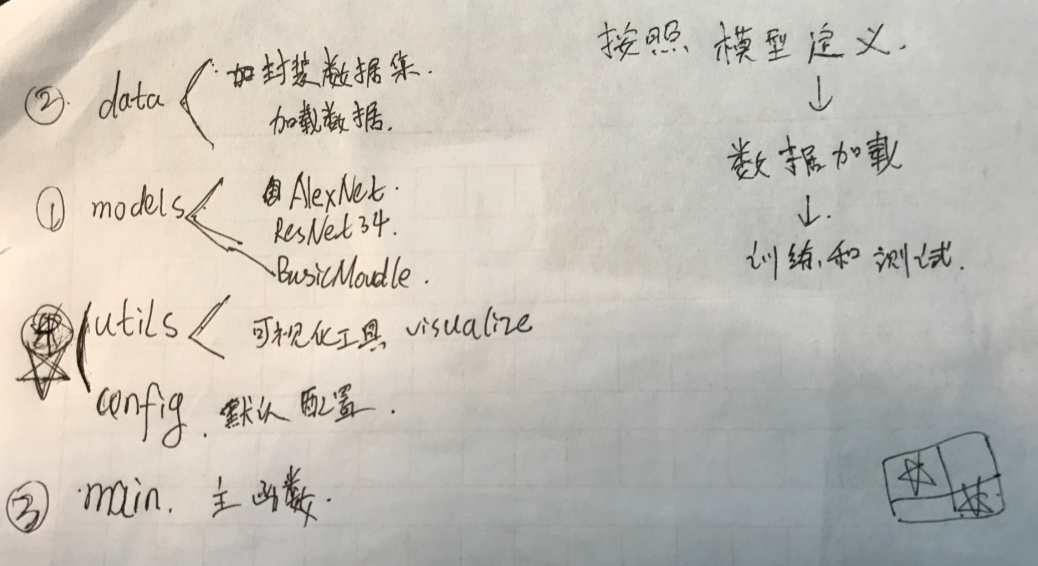 ② data 封装数据集.
加载数据.
① models AlexNet.
ResNet34.
BasicMoudle.
utils 可视化工具 visualize
config. 默认配置.
③ main. 主函数.
按照 模型定义.
↓
数据加载
↓.
训练和测试.